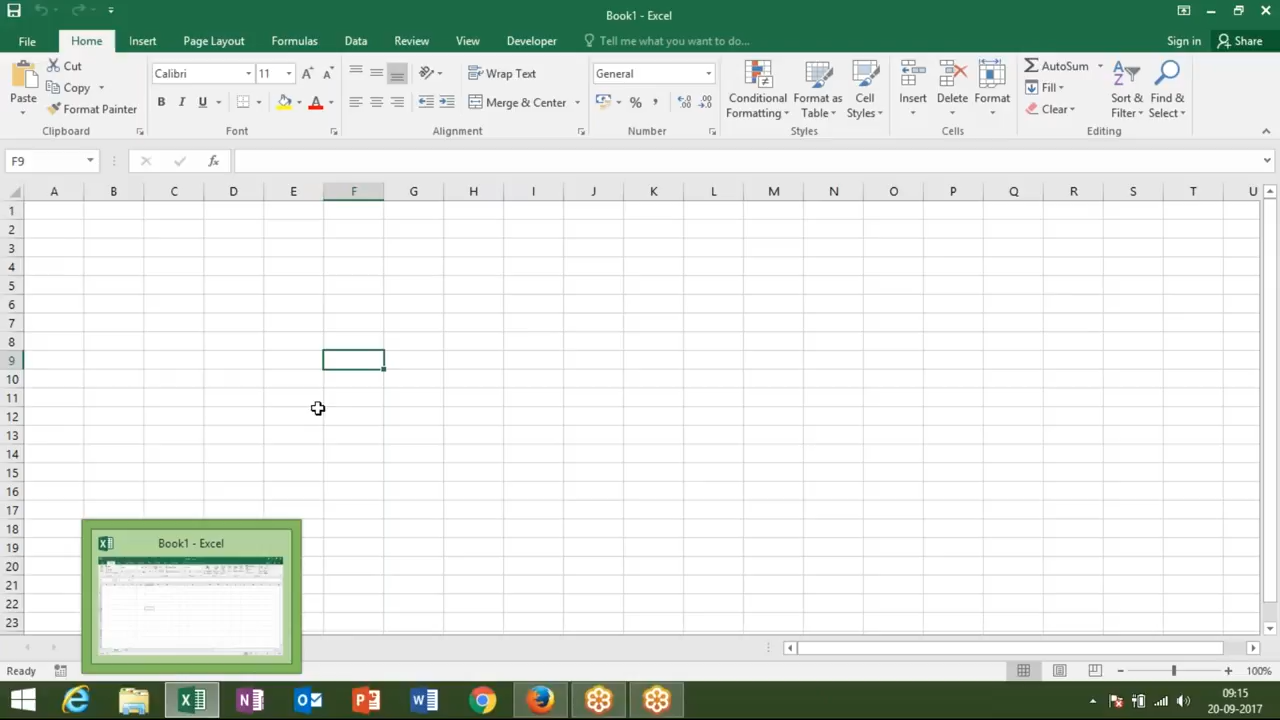 Book1 - Excel
File Home Insert Page Layout Formulas Data Review View Developer Tell me what you want to do... Sign in Share
Paste Cut Copy Format Painter Clipboard
Calibri 11 B I U A Font
Wrap Text Merge & Center Alignment
General % , Number
Conditional Formatting Format as Table Cell Styles Styles
Insert Delete Format Cells
AutoSum Fill Clear Sort & Filter Find & Select Editing
F9 fx
A B C D E F G H I J K L M N O P Q R S T U
1
2
3
4
5
6
7
8
9
10
11
12
13
14
15
16
17
18
19
20
21
22
23
Book1 - Excel
Ready 100%
09:15
20-09-2017